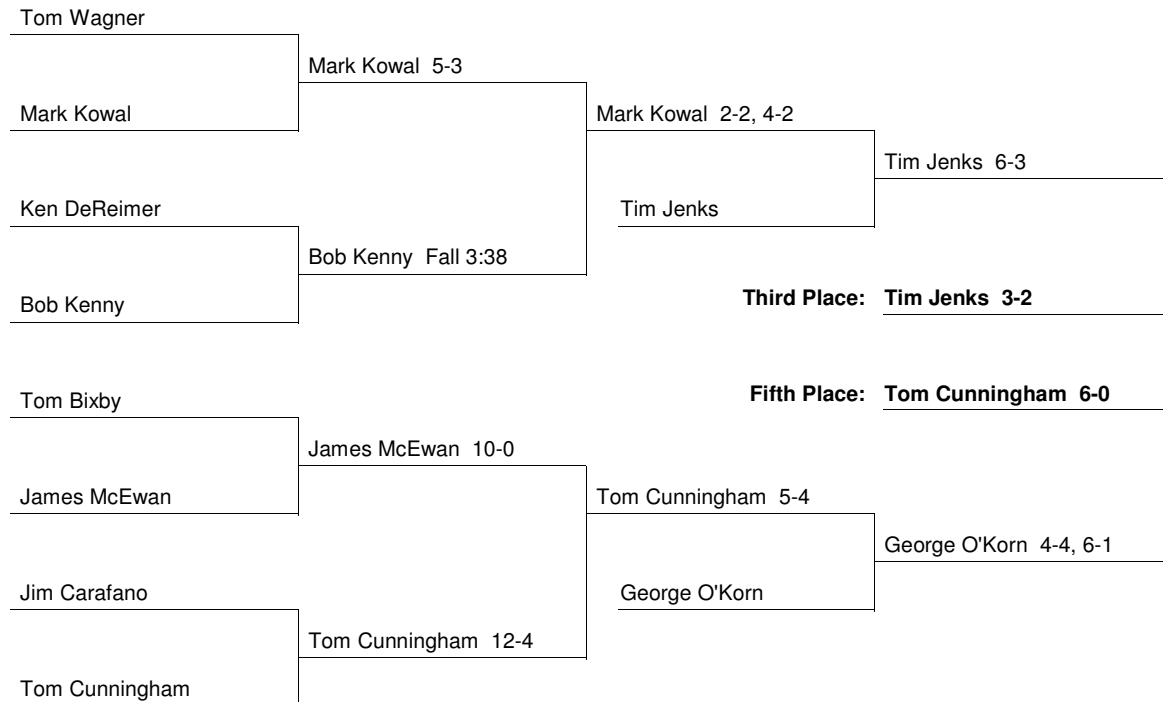 Tom Wagner
Mark Kowal 5-3
Mark Kowal
Mark Kowal 2-2, 4-2
Tim Jenks 6-3
Ken DeReimer
Tim Jenks
Bob Kenny Fall 3:38
Bob Kenny
Third Place: Tim Jenks 3-2
Tom Bixby
Fifth Place: Tom Cunningham 6-0
James McEwan 10-0
James McEwan
Tom Cunningham 5-4
George O'Korn 4-4, 6-1
Jim Carafano
George O'Korn
Tom Cunningham 12-4
Tom Cunningham